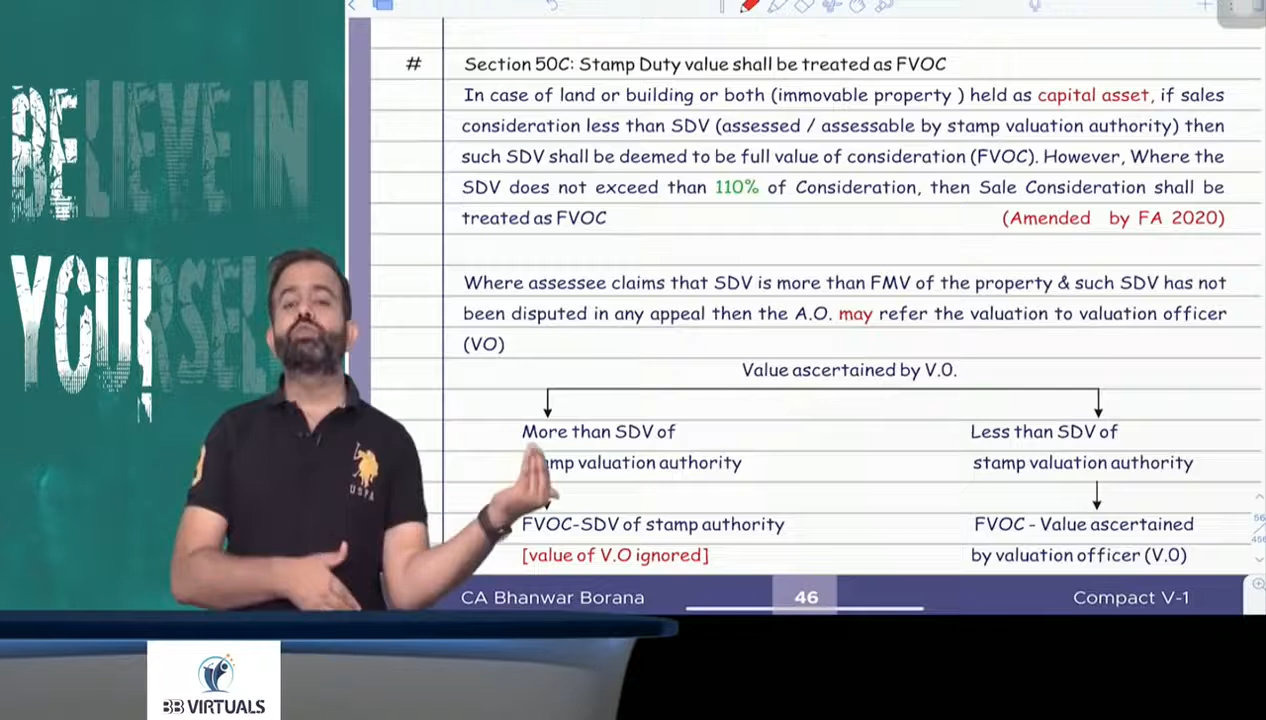 BELIEVE IN
YOURSEL
#
Section 50C: Stamp Duty value shall be treated as FVOC
In case of land or building or both (immovable property ) held as capital asset, if sales
consideration less than SDV (assessed / assessable by stamp valuation authority) then
such SDV shall be deemed to be full value of consideration (FVOC). However, Where the
SDV does not exceed than 110% of Consideration, then Sale Consideration shall be
treated as FVOC (Amended by FA 2020)
Where assessee claims that SDV is more than FMV of the property & such SDV has not
been disputed in any appeal then the A.O. may refer the valuation to valuation officer
(VO)
Value ascertained by V.O.
More than SDV of
amp valuation authority
FVOC-SDV of stamp authority
[value of V.O ignored]
Less than SDV of
stamp valuation authority
FVOC - Value ascertained
by valuation officer (V.O)
CA Bhanwar Borana 46 Compact V-1
USPA
BB VIRTUALS